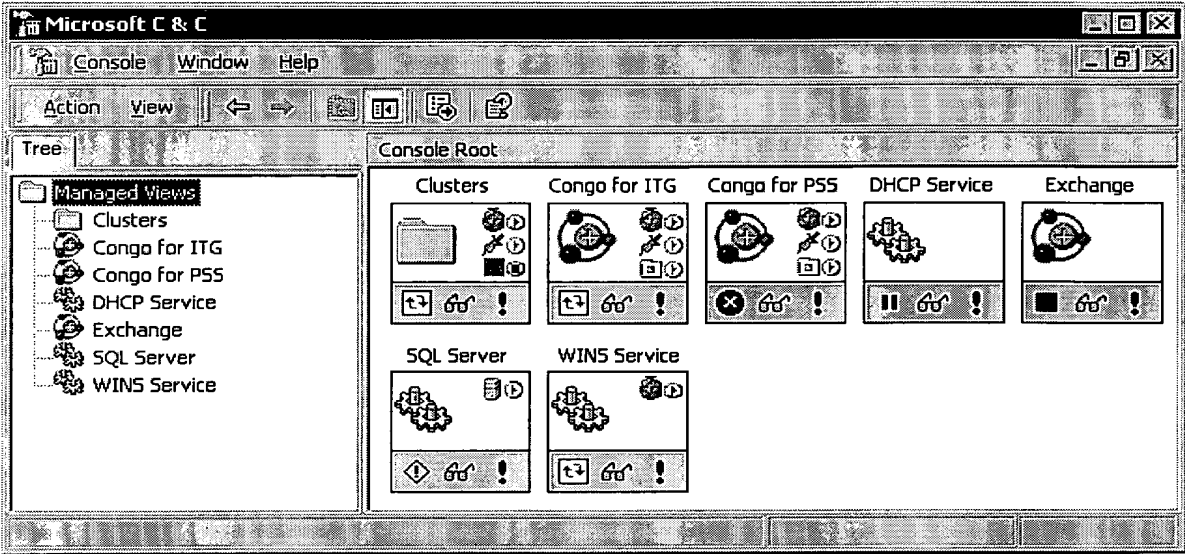 Microsoft C & C
Console Window Help
Action View
Tree
Console Root
Managed Views
Clusters
Congo for ITG
Congo for PSS
DHCP Service
Exchange
SQL Server
WINS Service
Clusters Congo for ITG Congo for PSS DHCP Service Exchange
SQL Server WINS Service